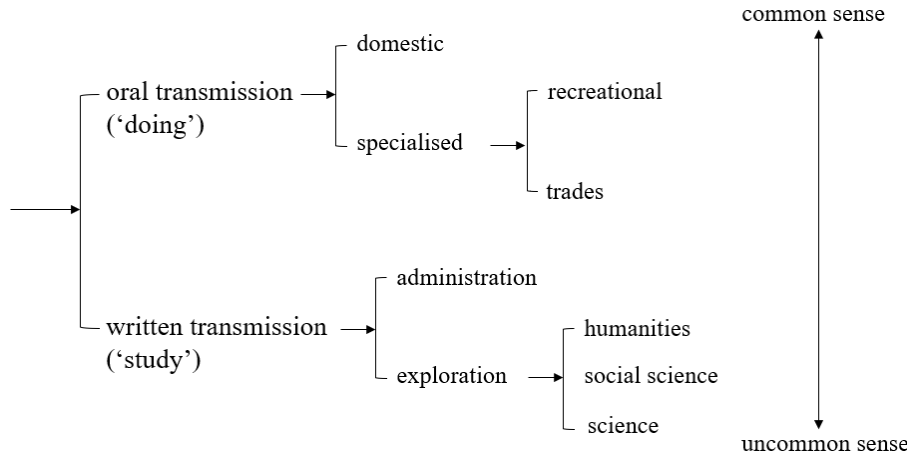 common sense
domestic
oral transmission
(‘doing’)
recreational
specialised
trades
administration
written transmission
(‘study’)
humanities
exploration
social science
science
uncommon sense